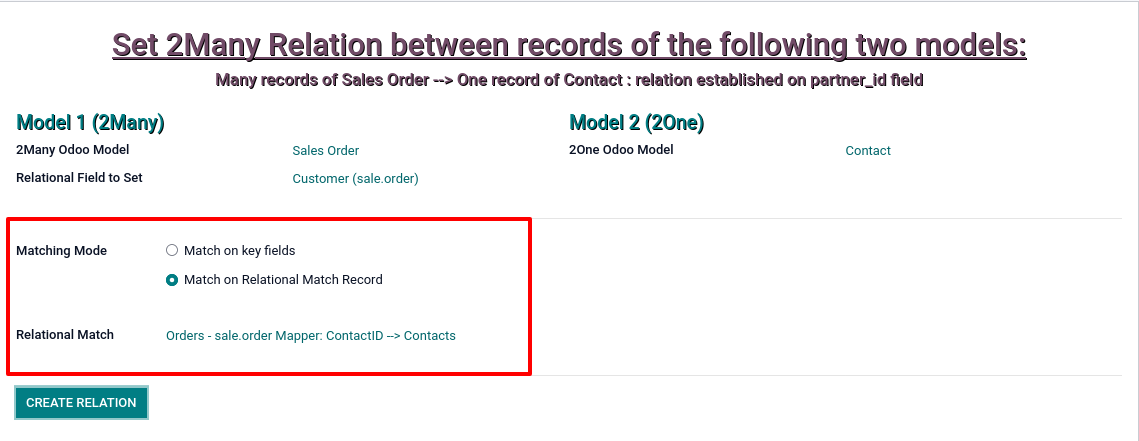 Set 2Many Relation between records of the following two models:
Many records of Sales Order --> One record of Contact : relation established on partner_id field
Model 1 (2Many)
2Many Odoo Model Sales Order
Relational Field to Set Customer (sale.order)
Model 2 (2One)
2One Odoo Model Contact
Matching Mode Match on key fields
Match on Relational Match Record
Relational Match Orders - sale.order Mapper: ContactID --> Contacts
CREATE RELATION